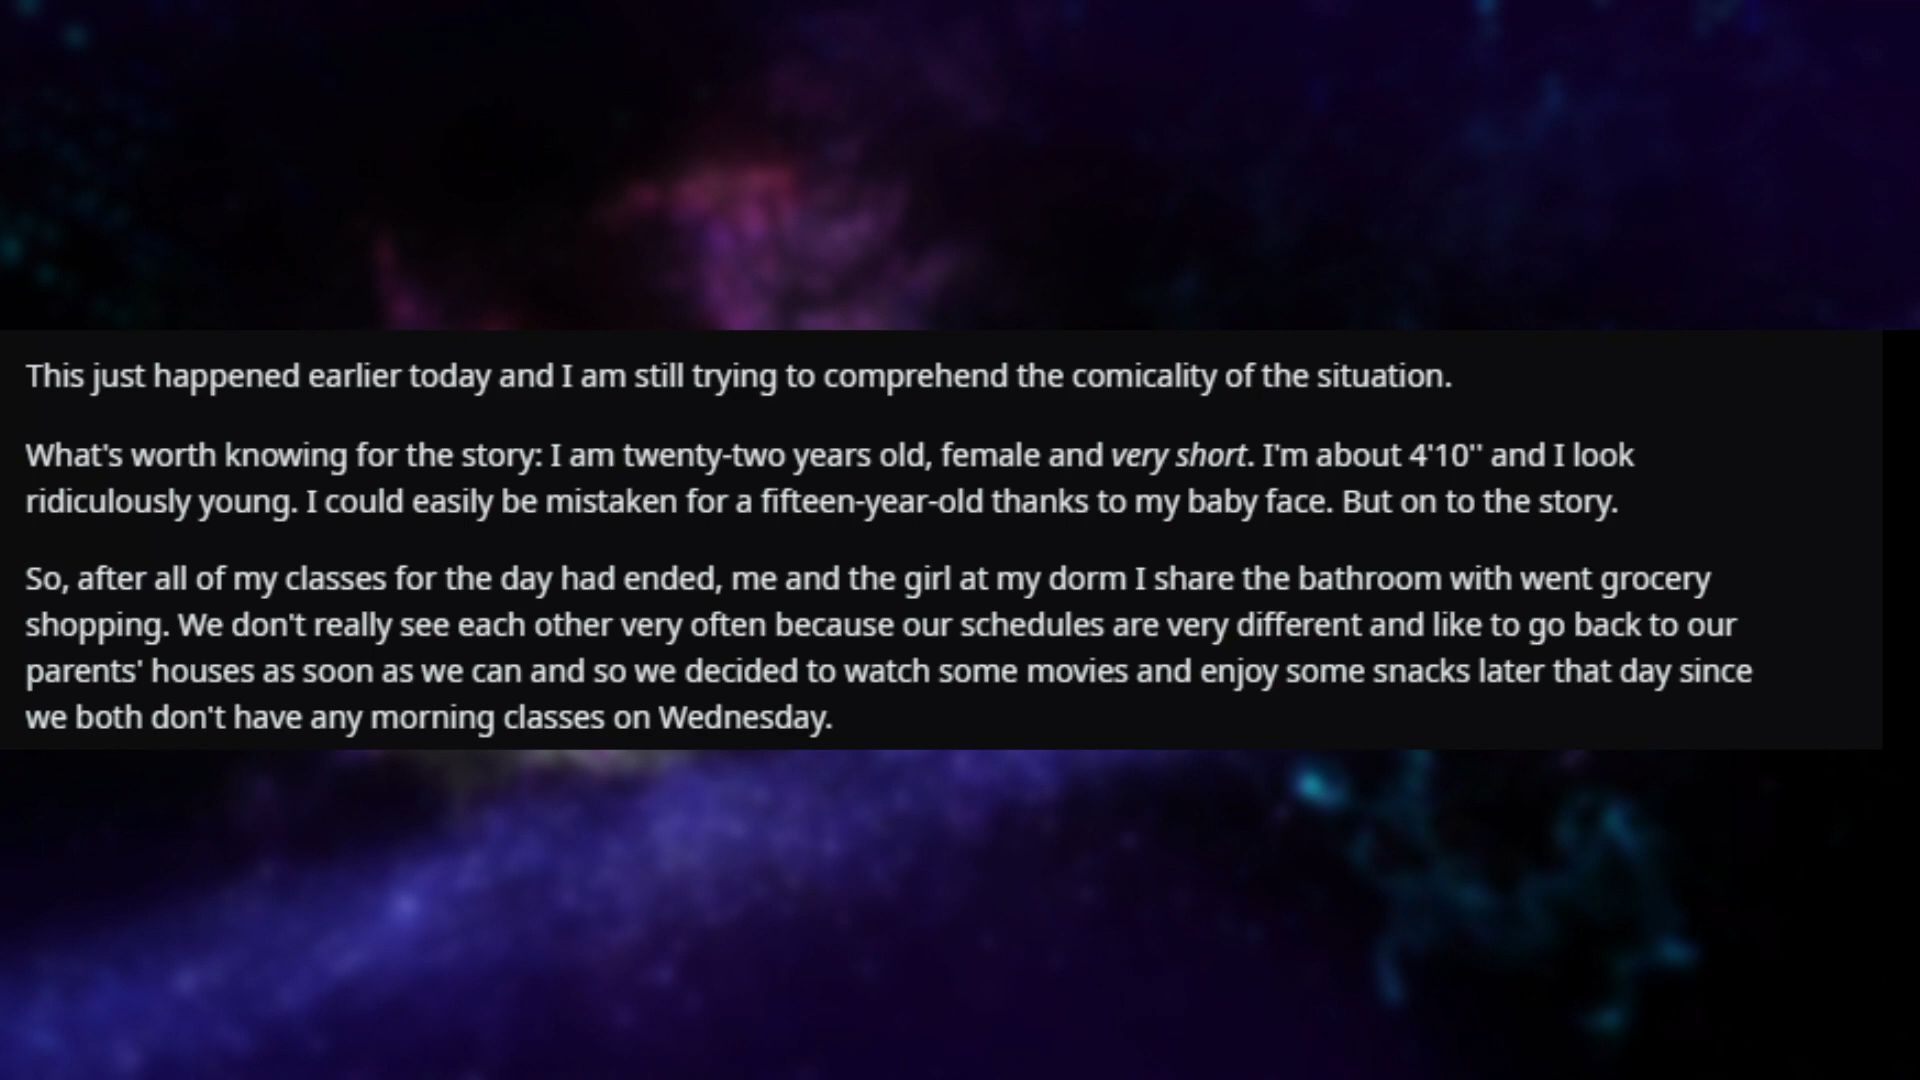 This just happened earlier today and I am still trying to comprehend the comicality of the situation.
What's worth knowing for the story: I am twenty-two years old, female and very short. I'm about 4'10'' and I look
ridiculously young. I could easily be mistaken for a fifteen-year-old thanks to my baby face. But on to the story.
So, after all of my classes for the day had ended, me and the girl at my dorm I share the bathroom with went grocery
shopping. We don't really see each other very often because our schedules are very different and like to go back to our
parents' houses as soon as we can and so we decided to watch some movies and enjoy some snacks later that day since
we both don't have any morning classes on Wednesday.